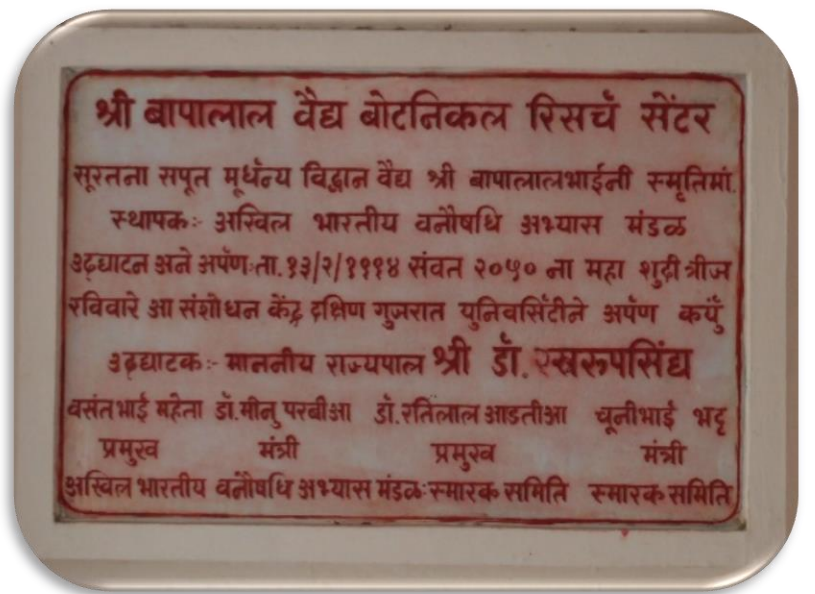 श्री बापालाल वैद्य बोटनिकल रिसर्च सेंटर
सूरतना सपूत मूर्धन्य विद्वान वैद्य श्री बापालालभाईनी स्मृतिमां.
स्थापक:- अखिल भारतीय वनौषधि अभ्यास मंडळ
उद्घाटन अने अर्पण:ता. १३/२/१९९४ संवत २०५० ना महा शुदी त्रीज
रविवारे आ संशोधन केंद्र दक्षिण गुजरात युनिवर्सिटीने अर्पण कर्युं
उद्घाटक:- माननीय राज्यपाल श्री डॉ. स्वरुपसिंघ
वसंतभाई महेता डॉ.मीनु परबीआ डॉ.रतिलाल आडतीआ चूनीभाई भट्ट
प्रमुख मंत्री प्रमुख मंत्री
अखिल भारतीय वनौषधि अभ्यास मंडळ:स्मारक समिति स्मारक समिति